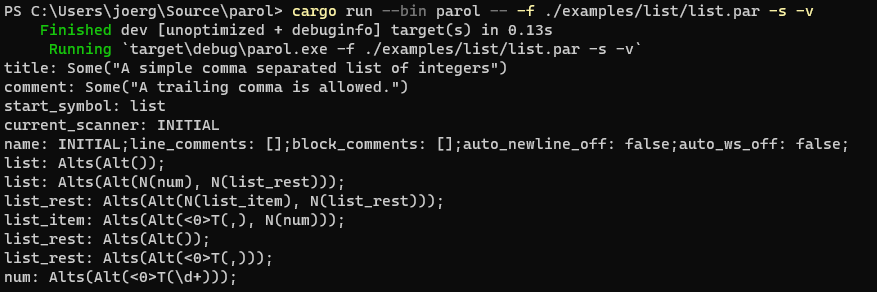 PS C:\Users\joerg\Source\parol> cargo run --bin parol -- -f ./examples/list/list.par -s -v
    Finished dev [unoptimized + debuginfo] target(s) in 0.13s
     Running `target\debug\parol.exe -f ./examples/list/list.par -s -v`
title: Some("A simple comma separated list of integers")
comment: Some("A trailing comma is allowed.")
start_symbol: list
current_scanner: INITIAL
name: INITIAL;line_comments: [];block_comments: [];auto_newline_off: false;auto_ws_off: false;
list: Alts(Alt());
list: Alts(Alt(N(num), N(list_rest)));
list_rest: Alts(Alt(N(list_item), N(list_rest)));
list_item: Alts(Alt(<0>T(,), N(num)));
list_rest: Alts(Alt());
list_rest: Alts(Alt(<0>T(,)));
num: Alts(Alt(<0>T(\d+)));